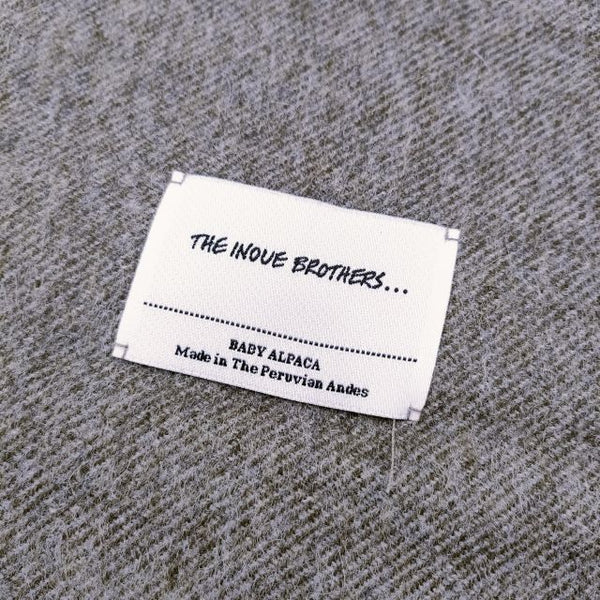 THE INOUE BROTHERS...
BABY ALPACA
Made in The Peruvian Andes